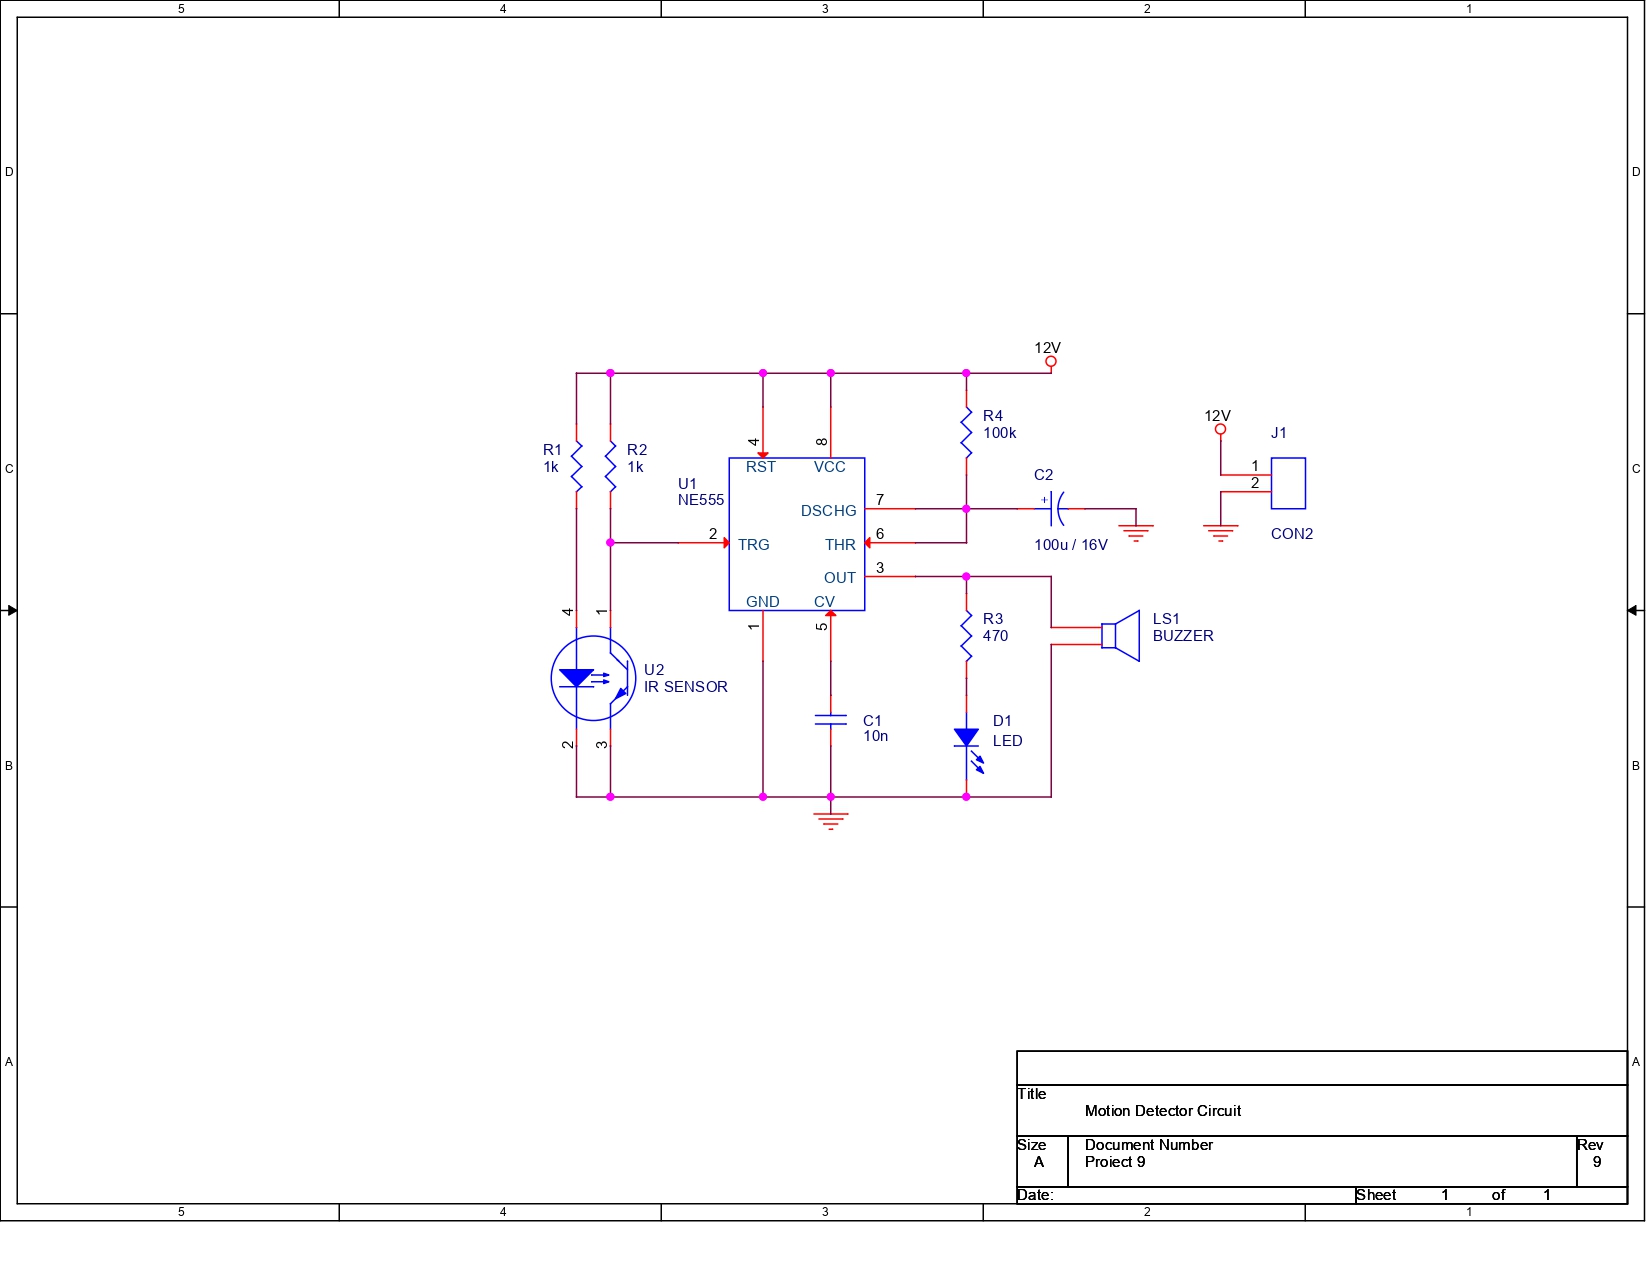 5 4 3 2 1
D D
C C
B B
A A
12V
R1
1k
R2
1k
4
8
R4
100k
12V
J1
1
2
CON2
U1
NE555
RST VCC
DSCHG
7
C2
+
100u / 16V
2
TRG THR
6
OUT
3
GND CV
1
5
4
1
R3
470
LS1
BUZZER
U2
IR SENSOR
2
3
C1
10n
D1
LED
Title
Motion Detector Circuit
Size
A
Document Number
Project 9
Rev
9
Date:
Sheet 1 of 1
5 4 3 2 1